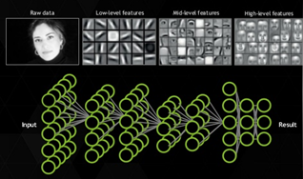 Raw data
Low-level features
Mid-level features
High-level features
Input
Result